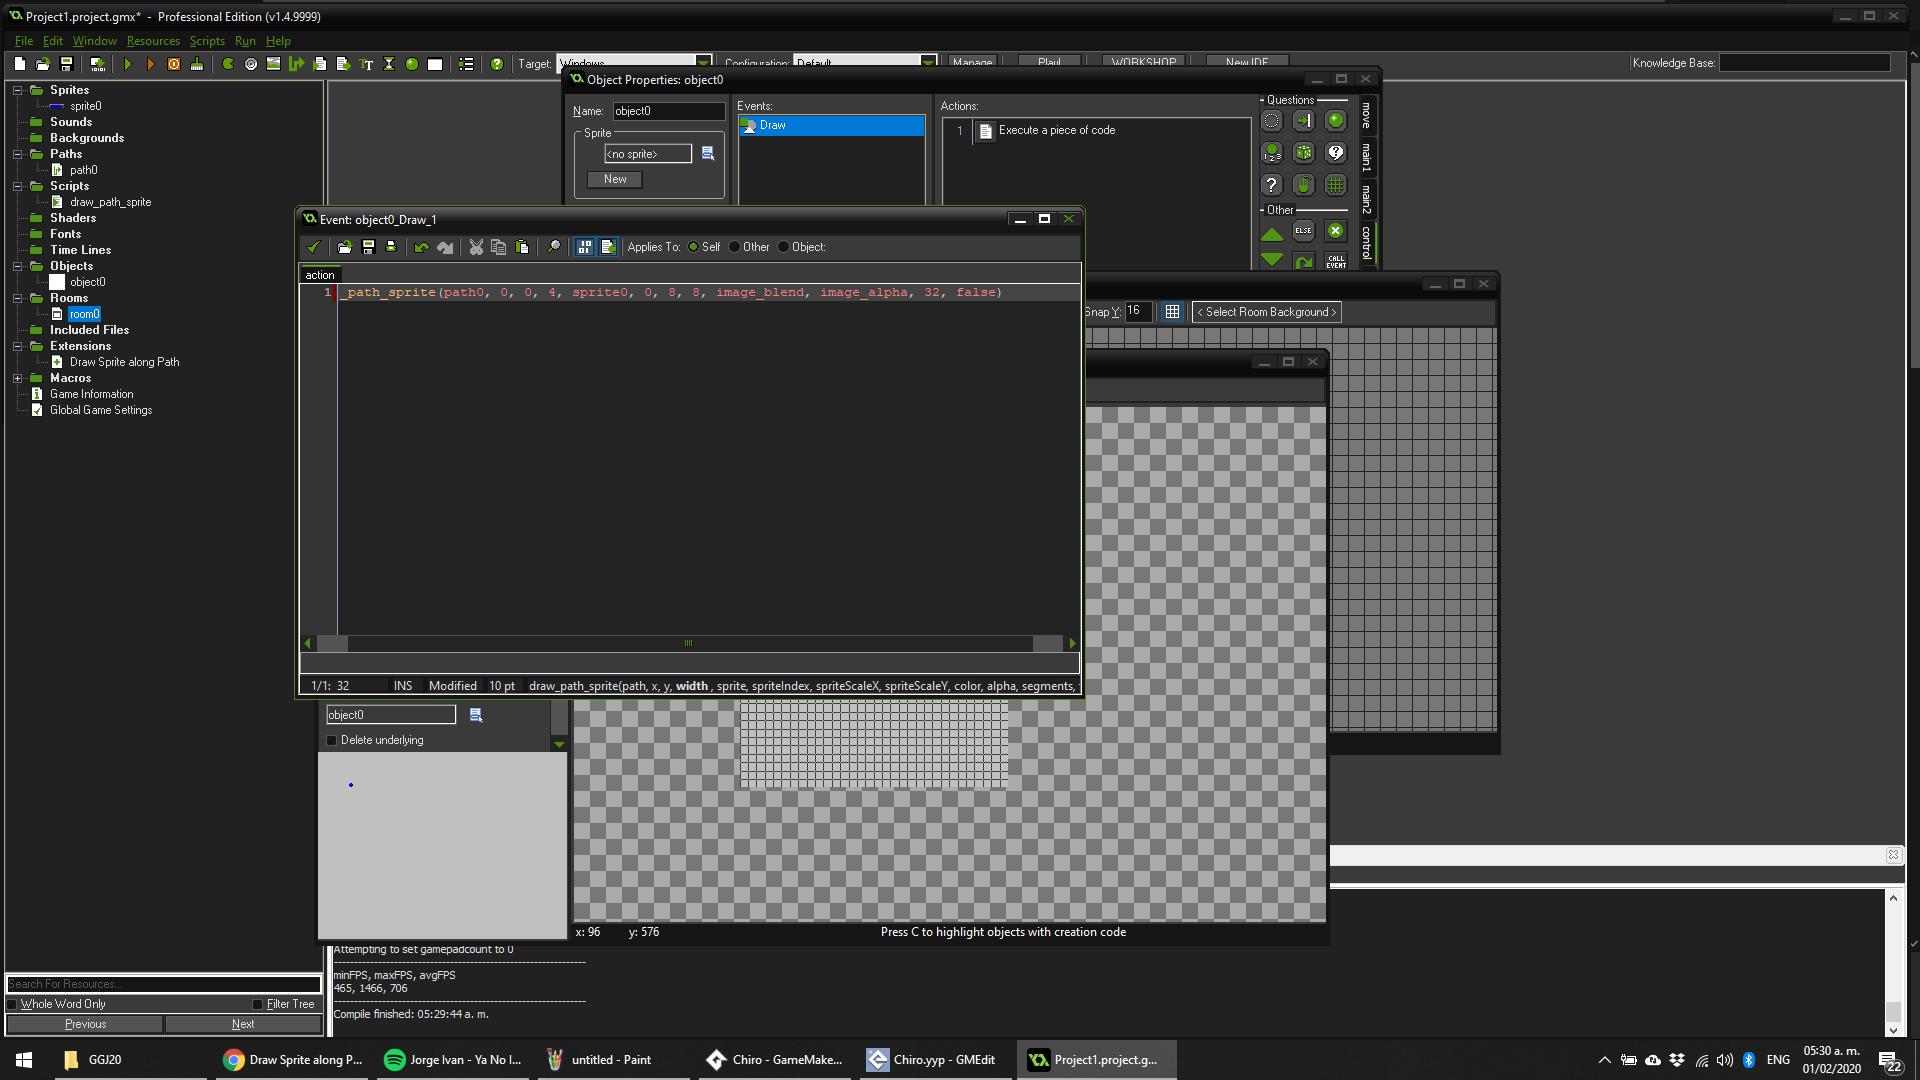 Project1.project.gmx* - Professional Edition (v1.4.9999)
File Edit Window Resources Scripts Run Help
Target: Windows Configuration: Default Manage Play! WORKSHOP New IDE Knowledge Base:
Sprites
sprite0
Sounds
Backgrounds
Paths
path0
Scripts
draw_path_sprite
Shaders
Fonts
Time Lines
Objects
object0
Rooms
room0
Included Files
Extensions
Draw Sprite along Path
Macros
Game Information
Global Game Settings
Search For Resources...
Whole Word Only Filter Tree
Previous Next
Object Properties: object0
Name: object0
Sprite
<no sprite>
New
Events:
Draw
Actions:
1 Execute a piece of code
Questions
Other
ELSE
CALL EVENT
move
main1
main2
control
Event: object0_Draw_1
Applies To: Self Other Object:
action
1 _path_sprite(path0, 0, 0, 4, sprite0, 0, 8, 8, image_blend, image_alpha, 32, false)
1/1: 32 INS Modified 10 pt draw_path_sprite(path, x, y, width , sprite, spriteIndex, spriteScaleX, spriteScaleY, color, alpha, segments,
Snap Y: 16 < Select Room Background >
object0
Delete underlying
x: 96 y: 576 Press C to highlight objects with creation code
Attempting to set gamepadcount to 0
minFPS, maxFPS, avgFPS
465, 1466, 706
Compile finished: 05:29:44 a. m.
GGJ20 Draw Sprite along P... Jorge Ivan - Ya No I... untitled - Paint Chiro - GameMake... Chiro.yyp - GMEdit Project1.project.g... ENG 05:30 a. m.
01/02/2020 22